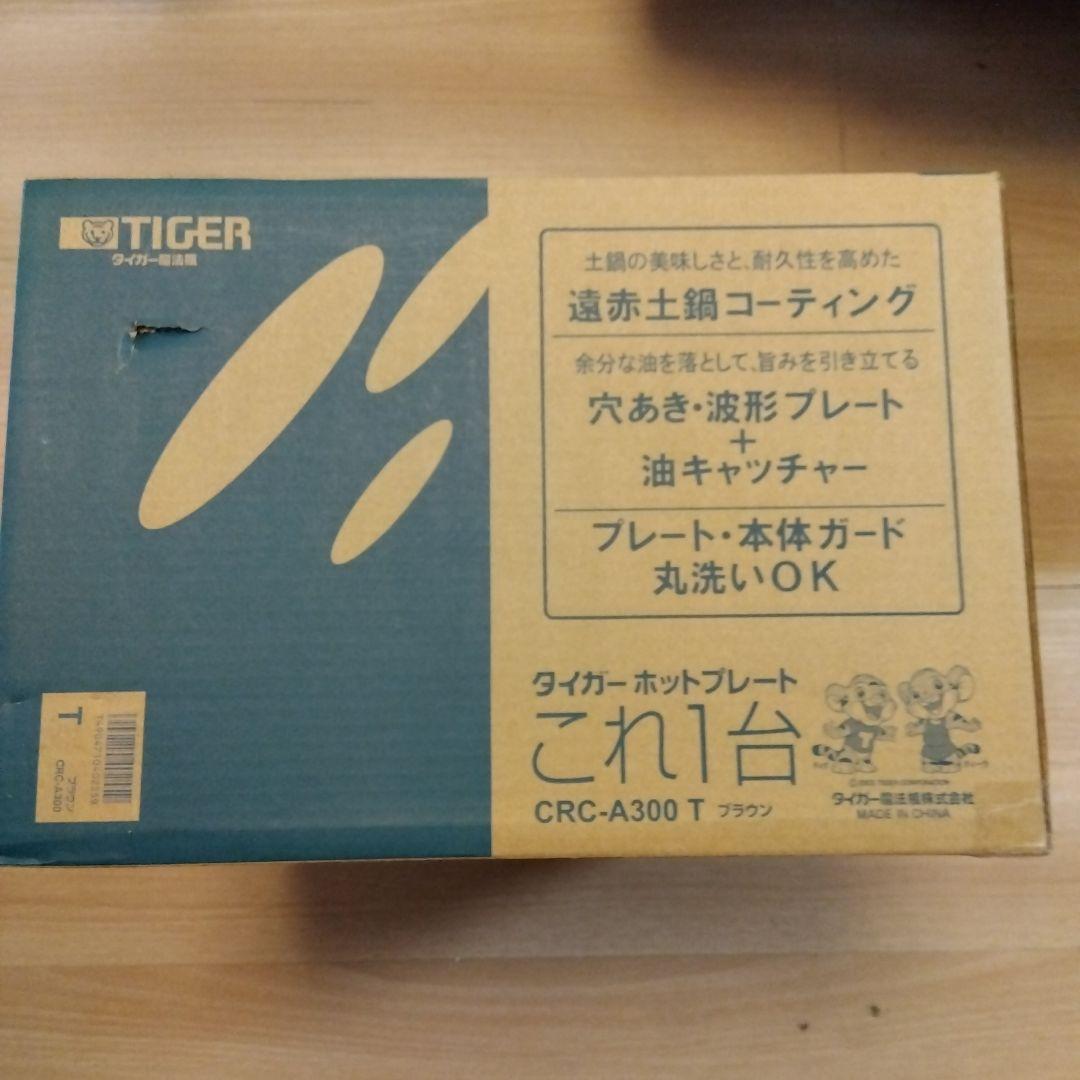 TIGER
タイガー魔法瓶
土鍋の美味しさと、耐久性を高めた
遠赤土鍋コーティング
余分な油を落として、旨みを引き立てる
穴あき・波形プレート
+
油キャッチャー
プレート・本体ガード
丸洗いOK
タイガー ホットプレート
これ1台
CRC-A300 T ブラウン
タイガー魔法瓶株式会社
MADE IN CHINA
T
ブラウン
CRC-A300